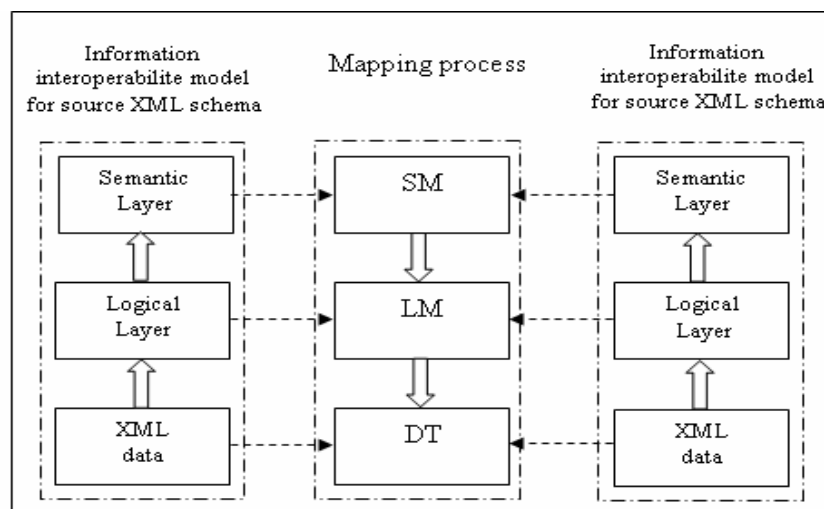 Information
interoperabilite model
for source XML schema
Semantic
Layer
Logical
Layer
XML
data
Mapping process
SM
LM
DT
Information
interoperabilite model
for source XML schema
Semantic
Layer
Logical
Layer
XML
data